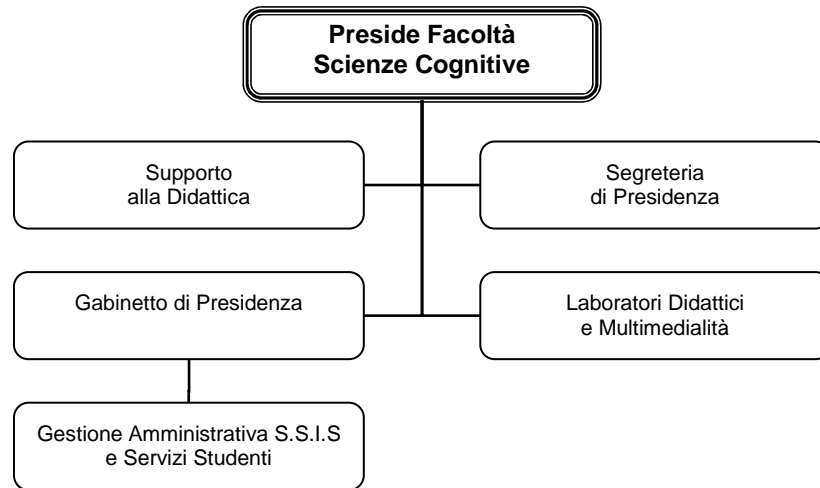 Preside Facoltà
Scienze Cognitive
Supporto
alla Didattica
Segreteria
di Presidenza
Gabinetto di Presidenza
Laboratori Didattici
e Multimedialità
Gestione Amministrativa S.S.I.S
e Servizi Studenti